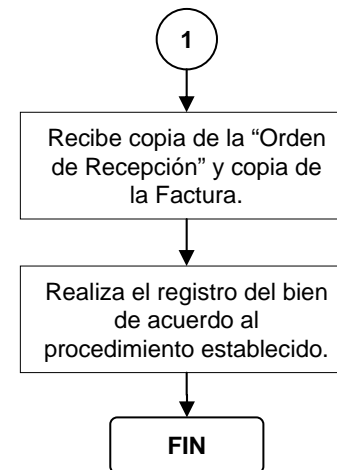 1
Recibe copia de la “Orden
de Recepción” y copia de
la Factura.
Realiza el registro del bien
de acuerdo al
procedimiento establecido.
FIN